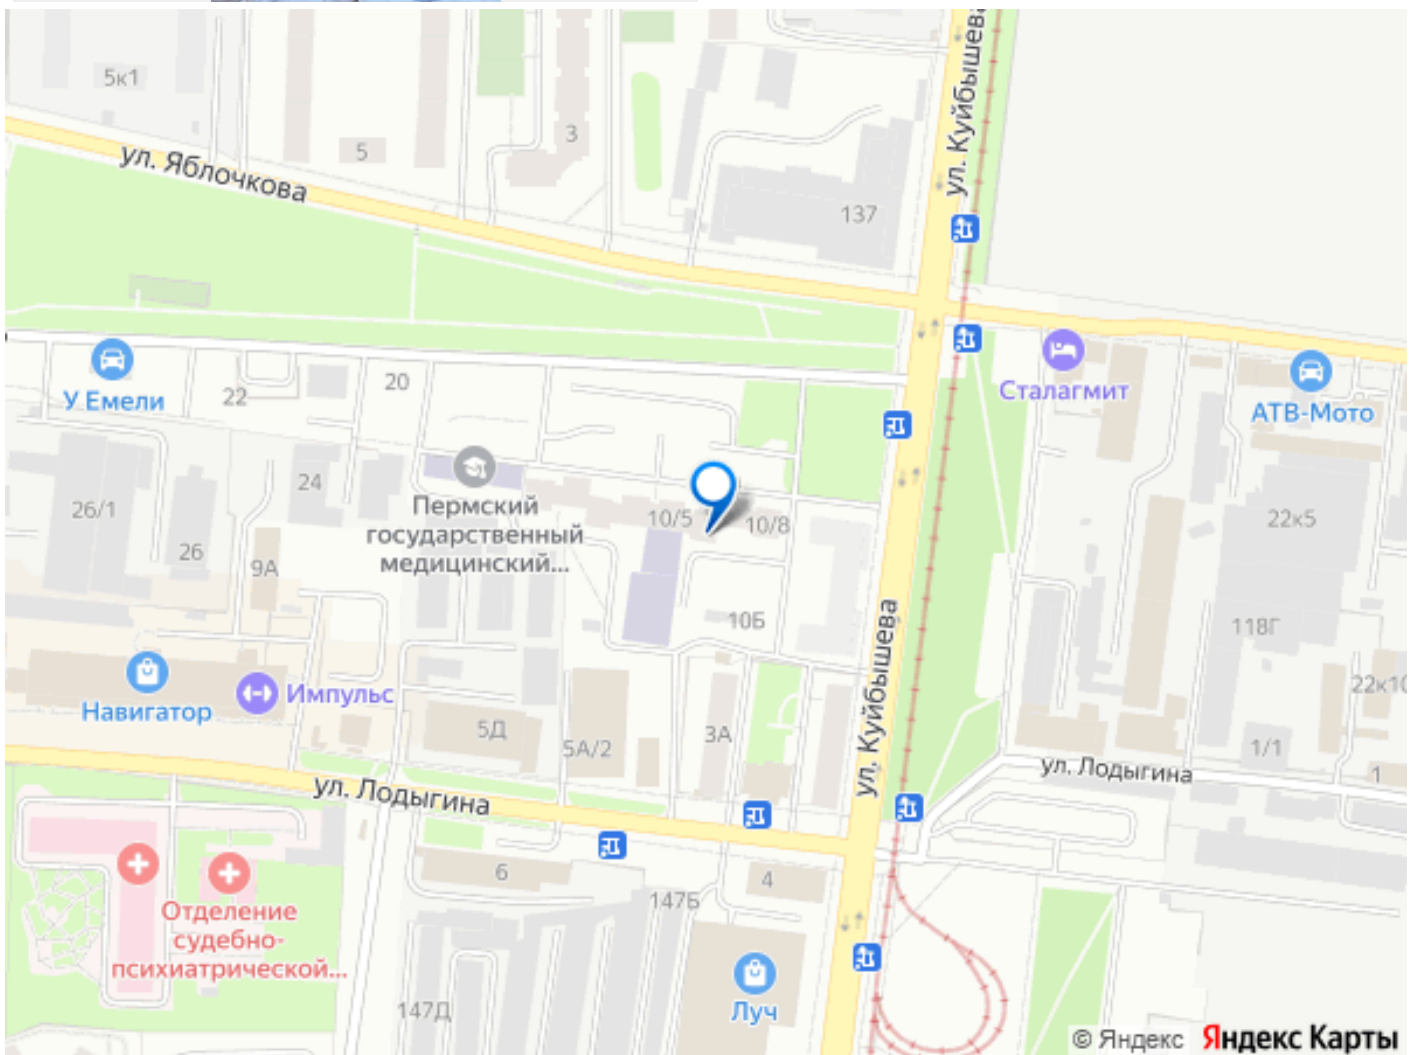 5к1
5
3
ул. Яблочкова
ул. Куйбышева
137
У Емели
22
20
Сталагмит
АТВ-Мото
26/1
24
26
9А
Пермский
государственный
медицинский...
10/5
10/8
10Б
22к5
118Г
22к10
1/1
1
Навигатор
Импульс
5Д
5А/2
3А
ул. Куйбышева
ул. Лодыгина
ул. Лодыгина
6
4
147Б
Отделение
судебно-
психиатрической...
147Д
Луч
© Яндекс Яндекс Карты